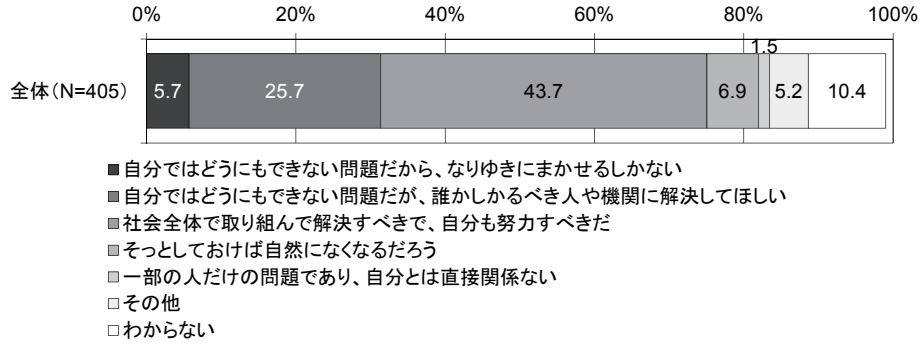 0% 20% 40% 60% 80% 100%
1.5
全体(N=405) 5.7 25.7 43.7 6.9 5.2 10.4
自分ではどうにもできない問題だから、なりゆきにまかせるしかない
自分ではどうにもできない問題だが、誰かしかるべき人や機関に解決してほしい
社会全体で取り組んで解決すべきで、自分も努力すべきだ
そっとしておけば自然になくなるだろう
一部の人だけの問題であり、自分とは直接関係ない
その他
わからない